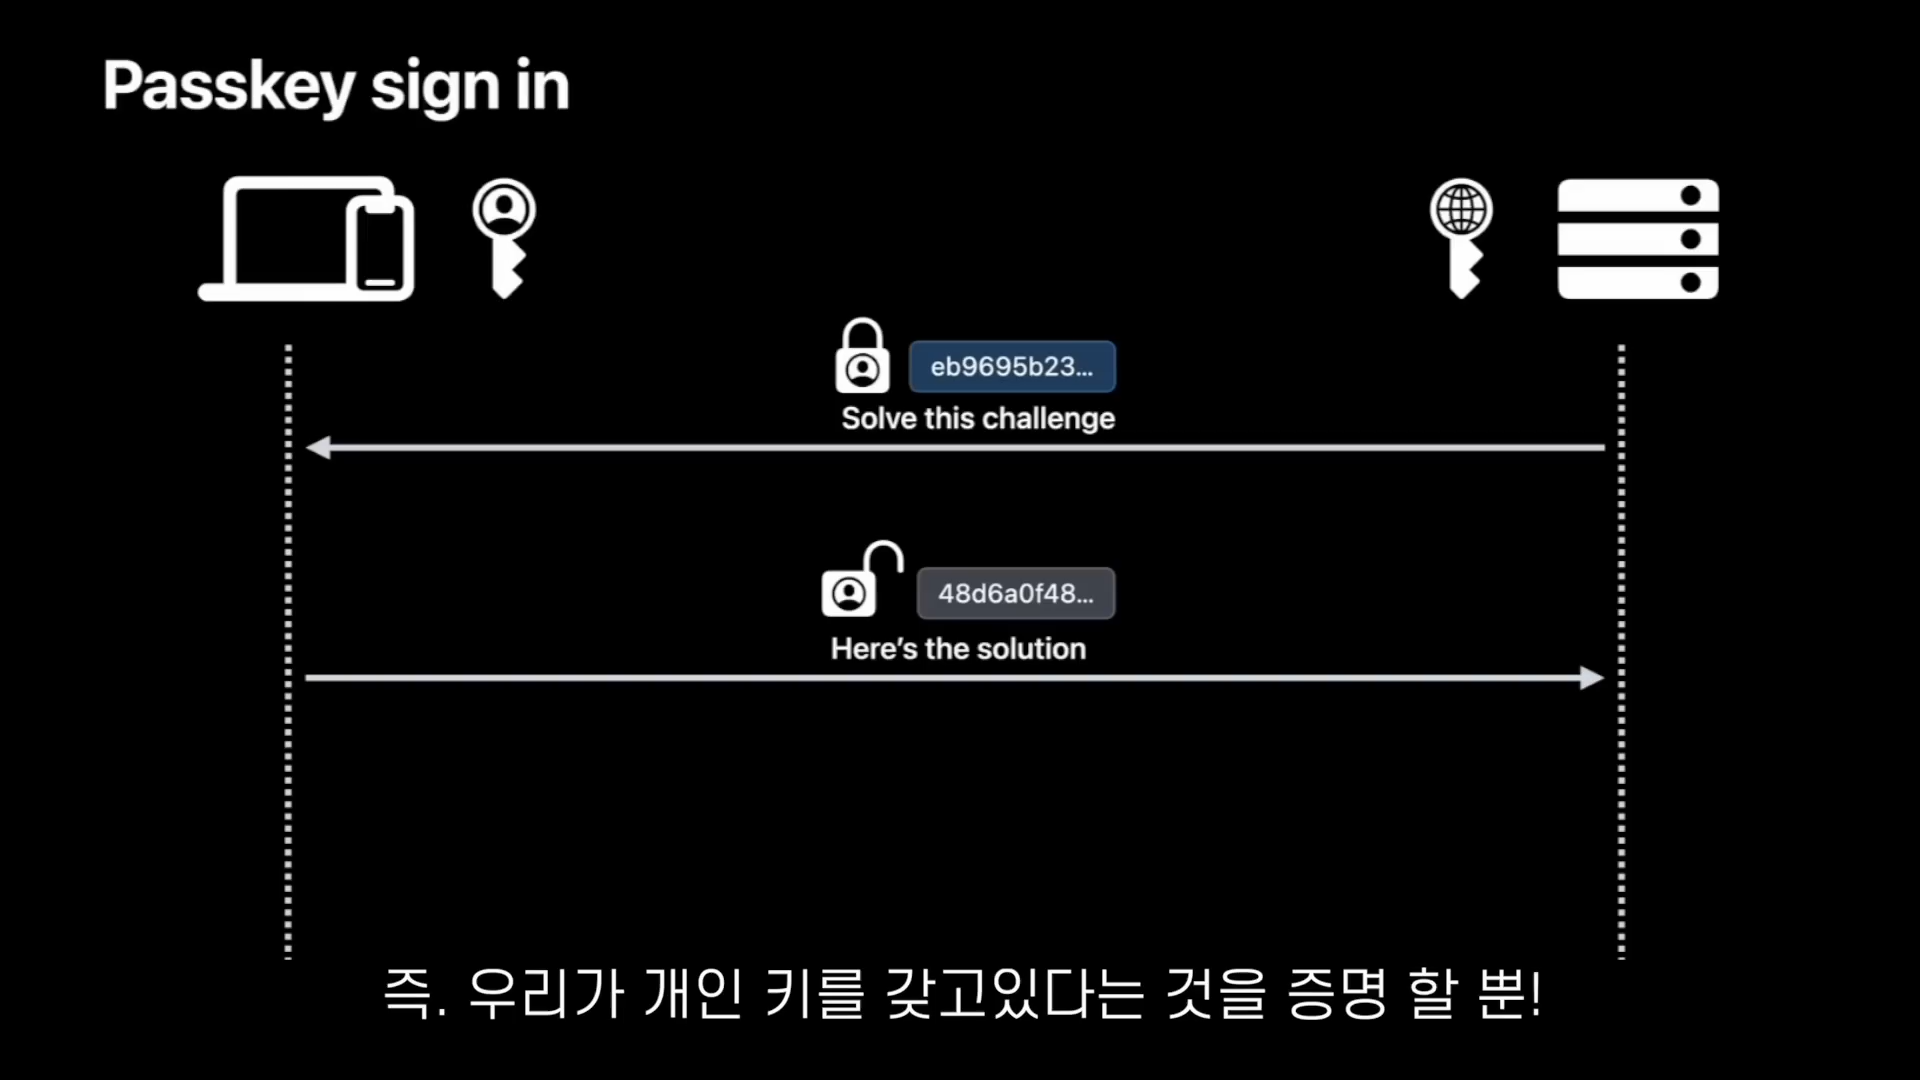 Passkey sign in
eb9695b23...
Solve this challenge
48d6a0f48...
Here's the solution
즉. 우리가 개인 키를 갖고있다는 것을 증명 할 뿐!